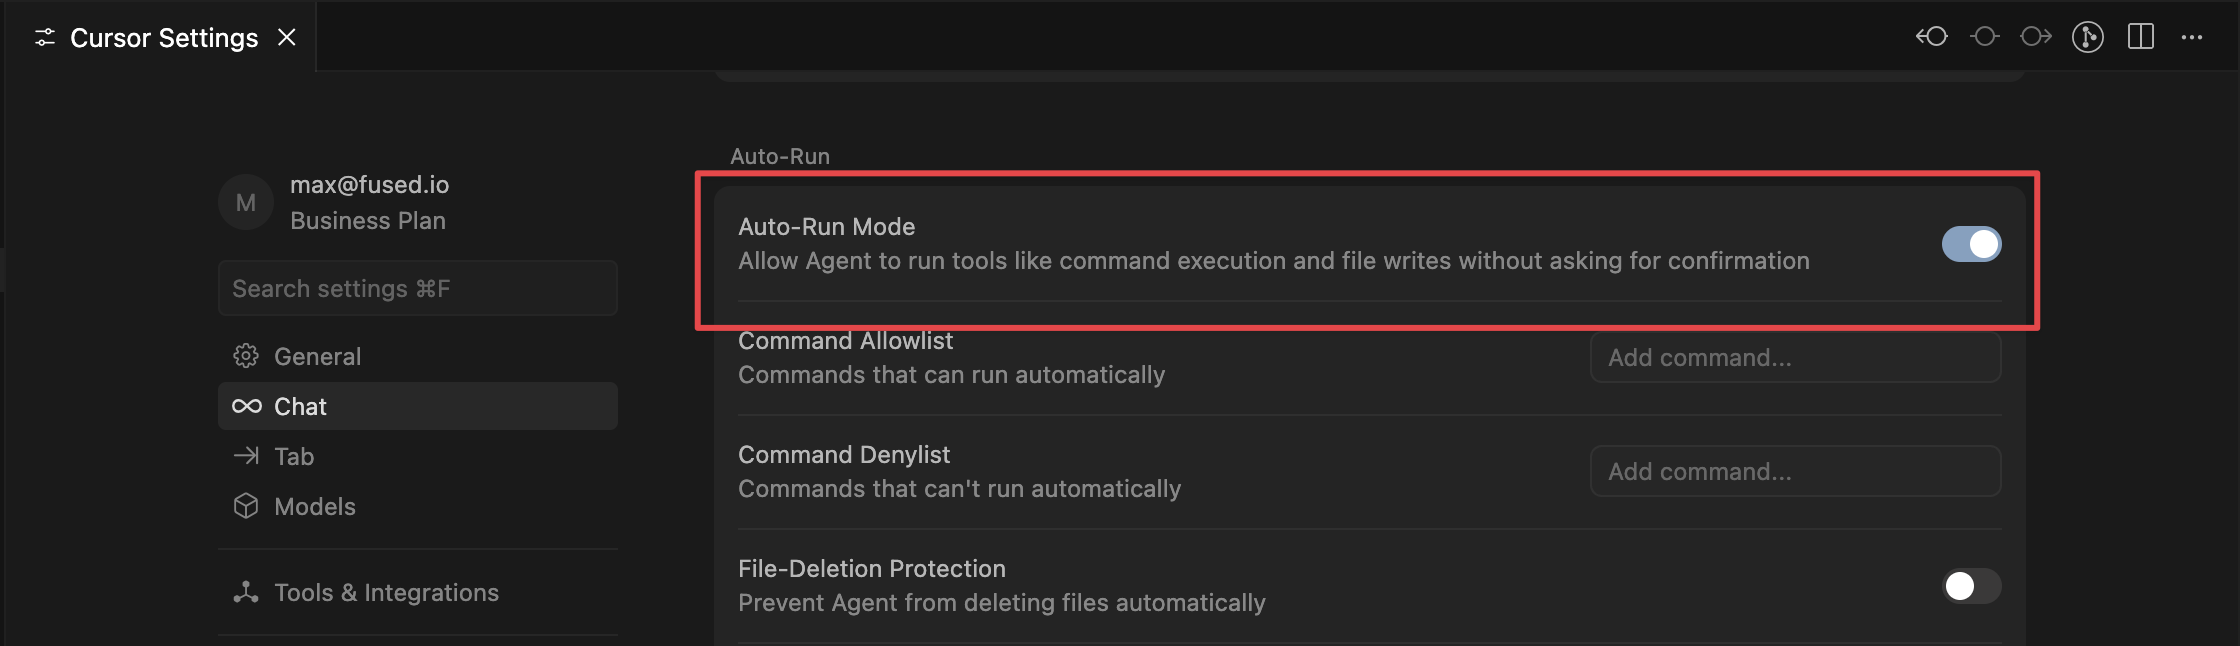 Cursor Settings
max@fused.io
M
Business Plan
Search settings ⌘F
General
Chat
Tab
Models
Tools & Integrations
Auto-Run
Auto-Run Mode
Allow Agent to run tools like command execution and file writes without asking for confirmation
Command Allowlist
Commands that can run automatically
Add command...
Command Denylist
Commands that can't run automatically
Add command...
File-Deletion Protection
Prevent Agent from deleting files automatically